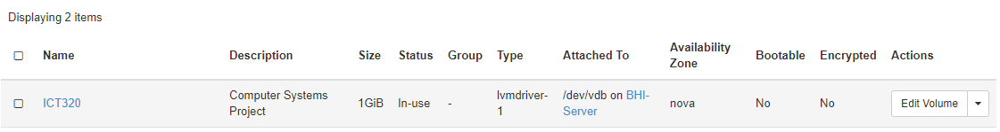 Displaying 2 items
Name Description Size Status Group Type Attached To Availability Zone Bootable Encrypted Actions
ICT320 Computer Systems Project 1GiB In-use - lvmdriver-1 /dev/vdb on BHI-Server nova No No Edit Volume